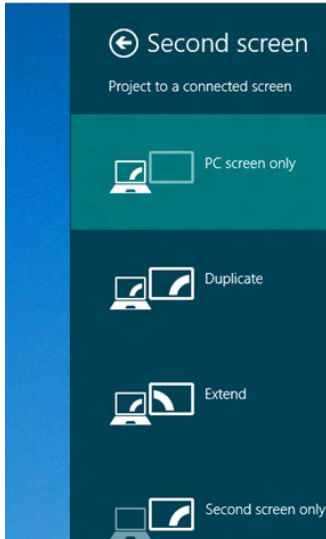 Second screen
Project to a connected screen
PC screen only
Duplicate
Extend
Second screen only